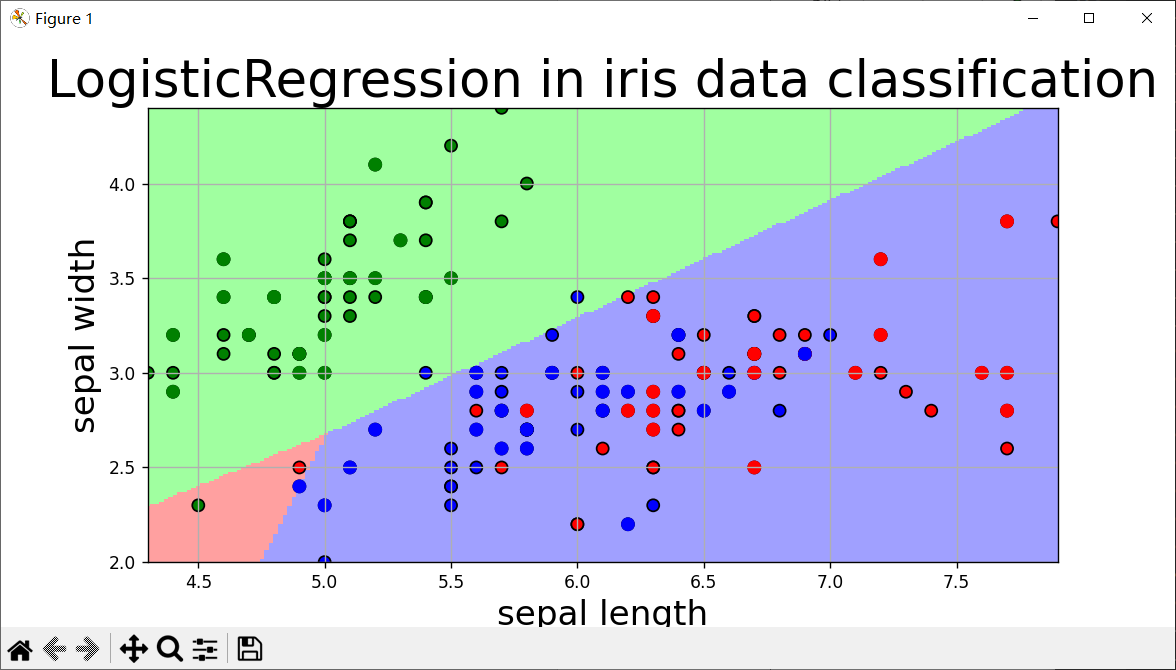 Figure 1
LogisticRegression in iris data classification
sepal width
4.0
3.5
3.0
2.5
2.0
4.5 5.0 5.5 6.0 6.5 7.0 7.5
sepal length